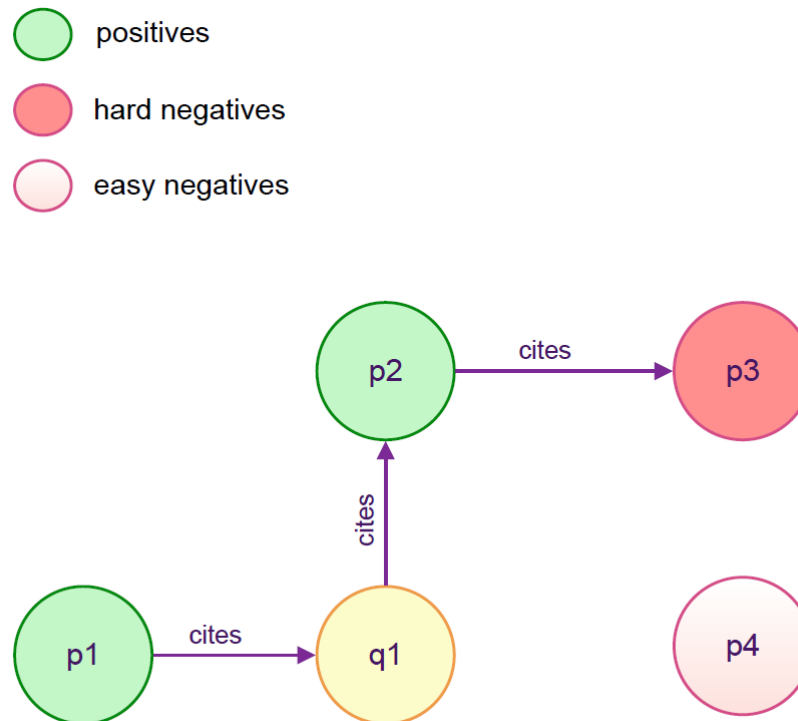 positives
hard negatives
easy negatives
p2
cites
p3
cites
p1
cites
q1
p4